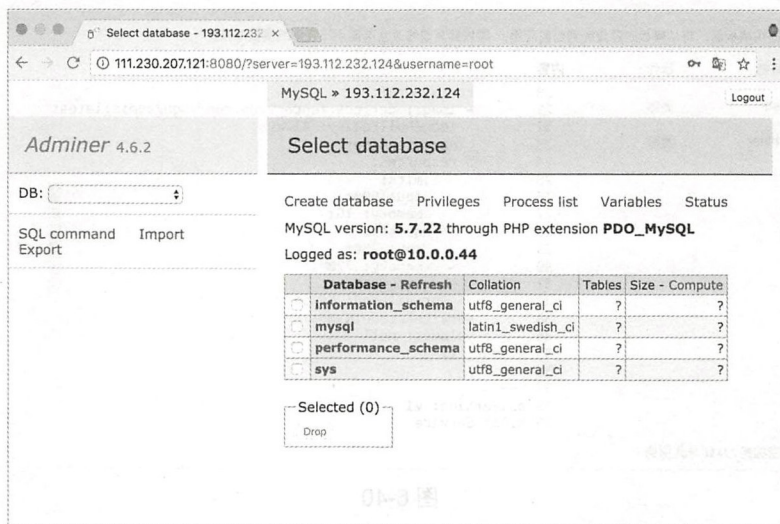 Select database - 193.112.232 ×
111.230.207.121:8080/?server=193.112.232.124&username=root
MySQL » 193.112.232.124
Logout
Adminer 4.6.2
Select database
DB:
Create database Privileges Process list Variables Status
SQL command Import
Export
MySQL version: 5.7.22 through PHP extension PDO_MySQL
Logged as: root@10.0.0.44
Database - Refresh Collation Tables Size - Compute
information_schema utf8_general_ci ? ?
mysql latin1_swedish_ci ? ?
performance_schema utf8_general_ci ? ?
sys utf8_general_ci ? ?
Selected (0)
Drop